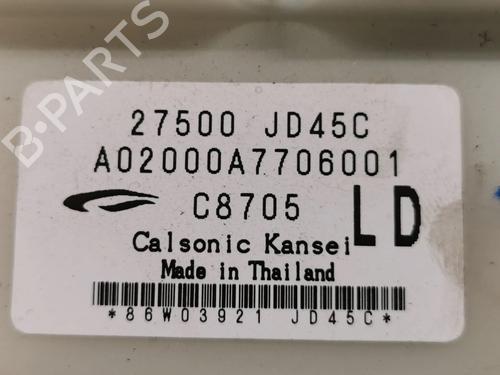 B-PARTS
27500 JD45C
A02000A7706001
C8705 LD
Calsonic Kansei
Made in Thailand
*86W03921 JD45C*